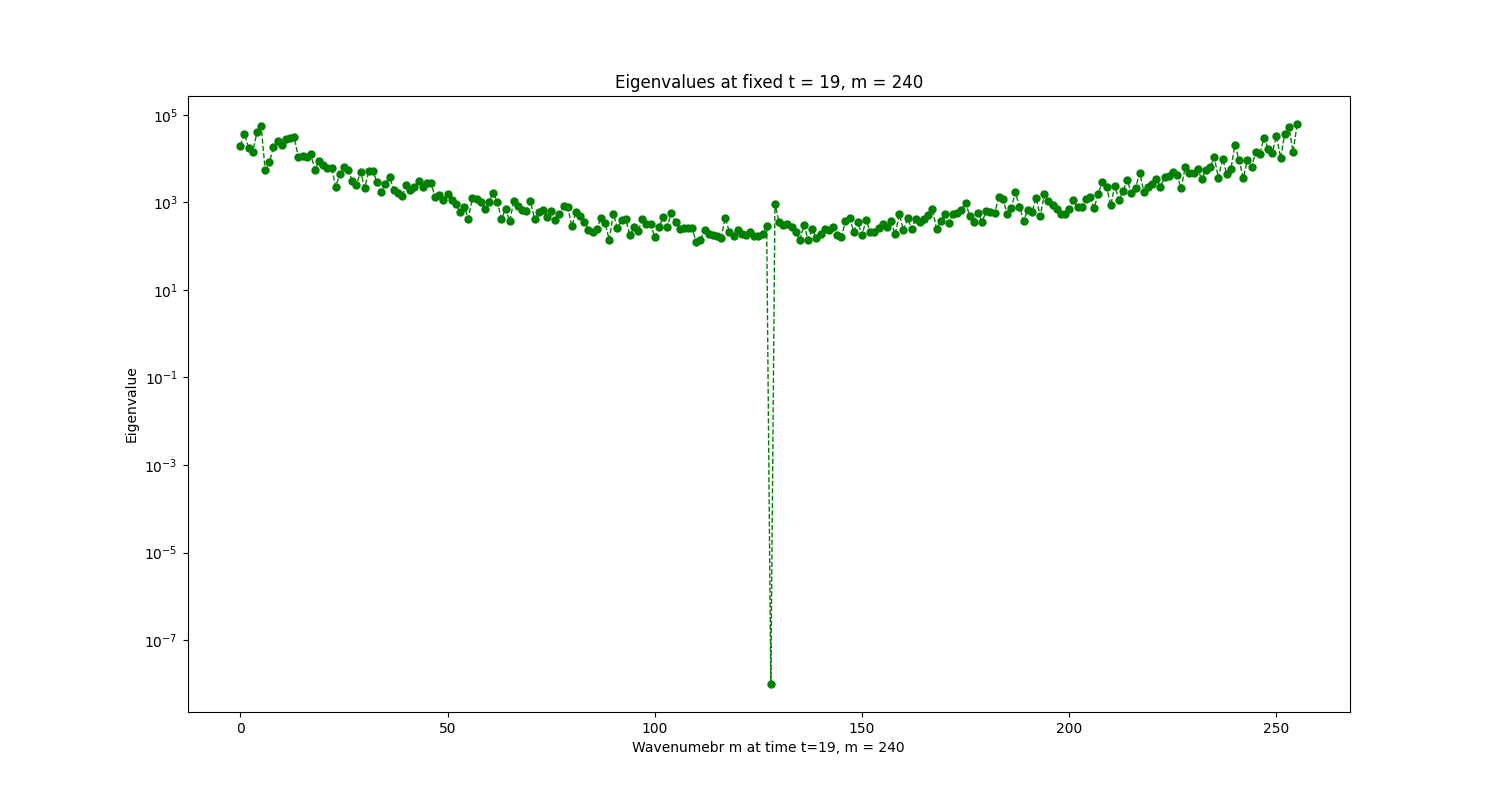 Eigenvalues at fixed t = 19, m = 240
10^5
10^3
10^1
10^-1
10^-3
10^-5
10^-7
Eigenvalue
0 50 100 150 200 250
Wavenumebr m at time t=19, m = 240